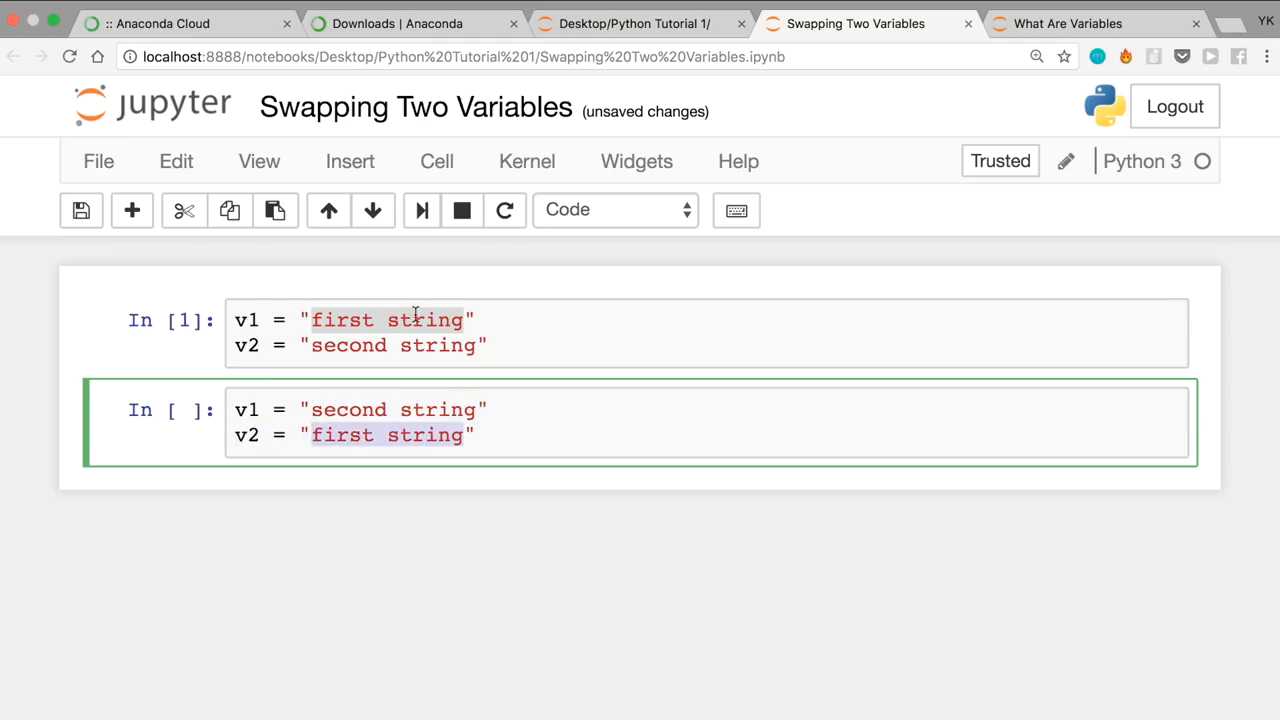 :: Anaconda Cloud
Downloads | Anaconda
Desktop/Python Tutorial 1/
Swapping Two Variables
What Are Variables
YK
localhost:8888/notebooks/Desktop/Python%20Tutorial%201/Swapping%20Two%20Variables.ipynb
jupyter Swapping Two Variables (unsaved changes)
Logout
File Edit View Insert Cell Kernel Widgets Help
Trusted
Python 3
Code
In [1]: v1 = "first string"
v2 = "second string"
In [ ]: v1 = "second string"
v2 = "first string"